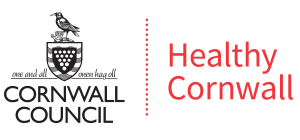 one and all onen hag oll
CORNWALL
COUNCIL
Healthy
Cornwall